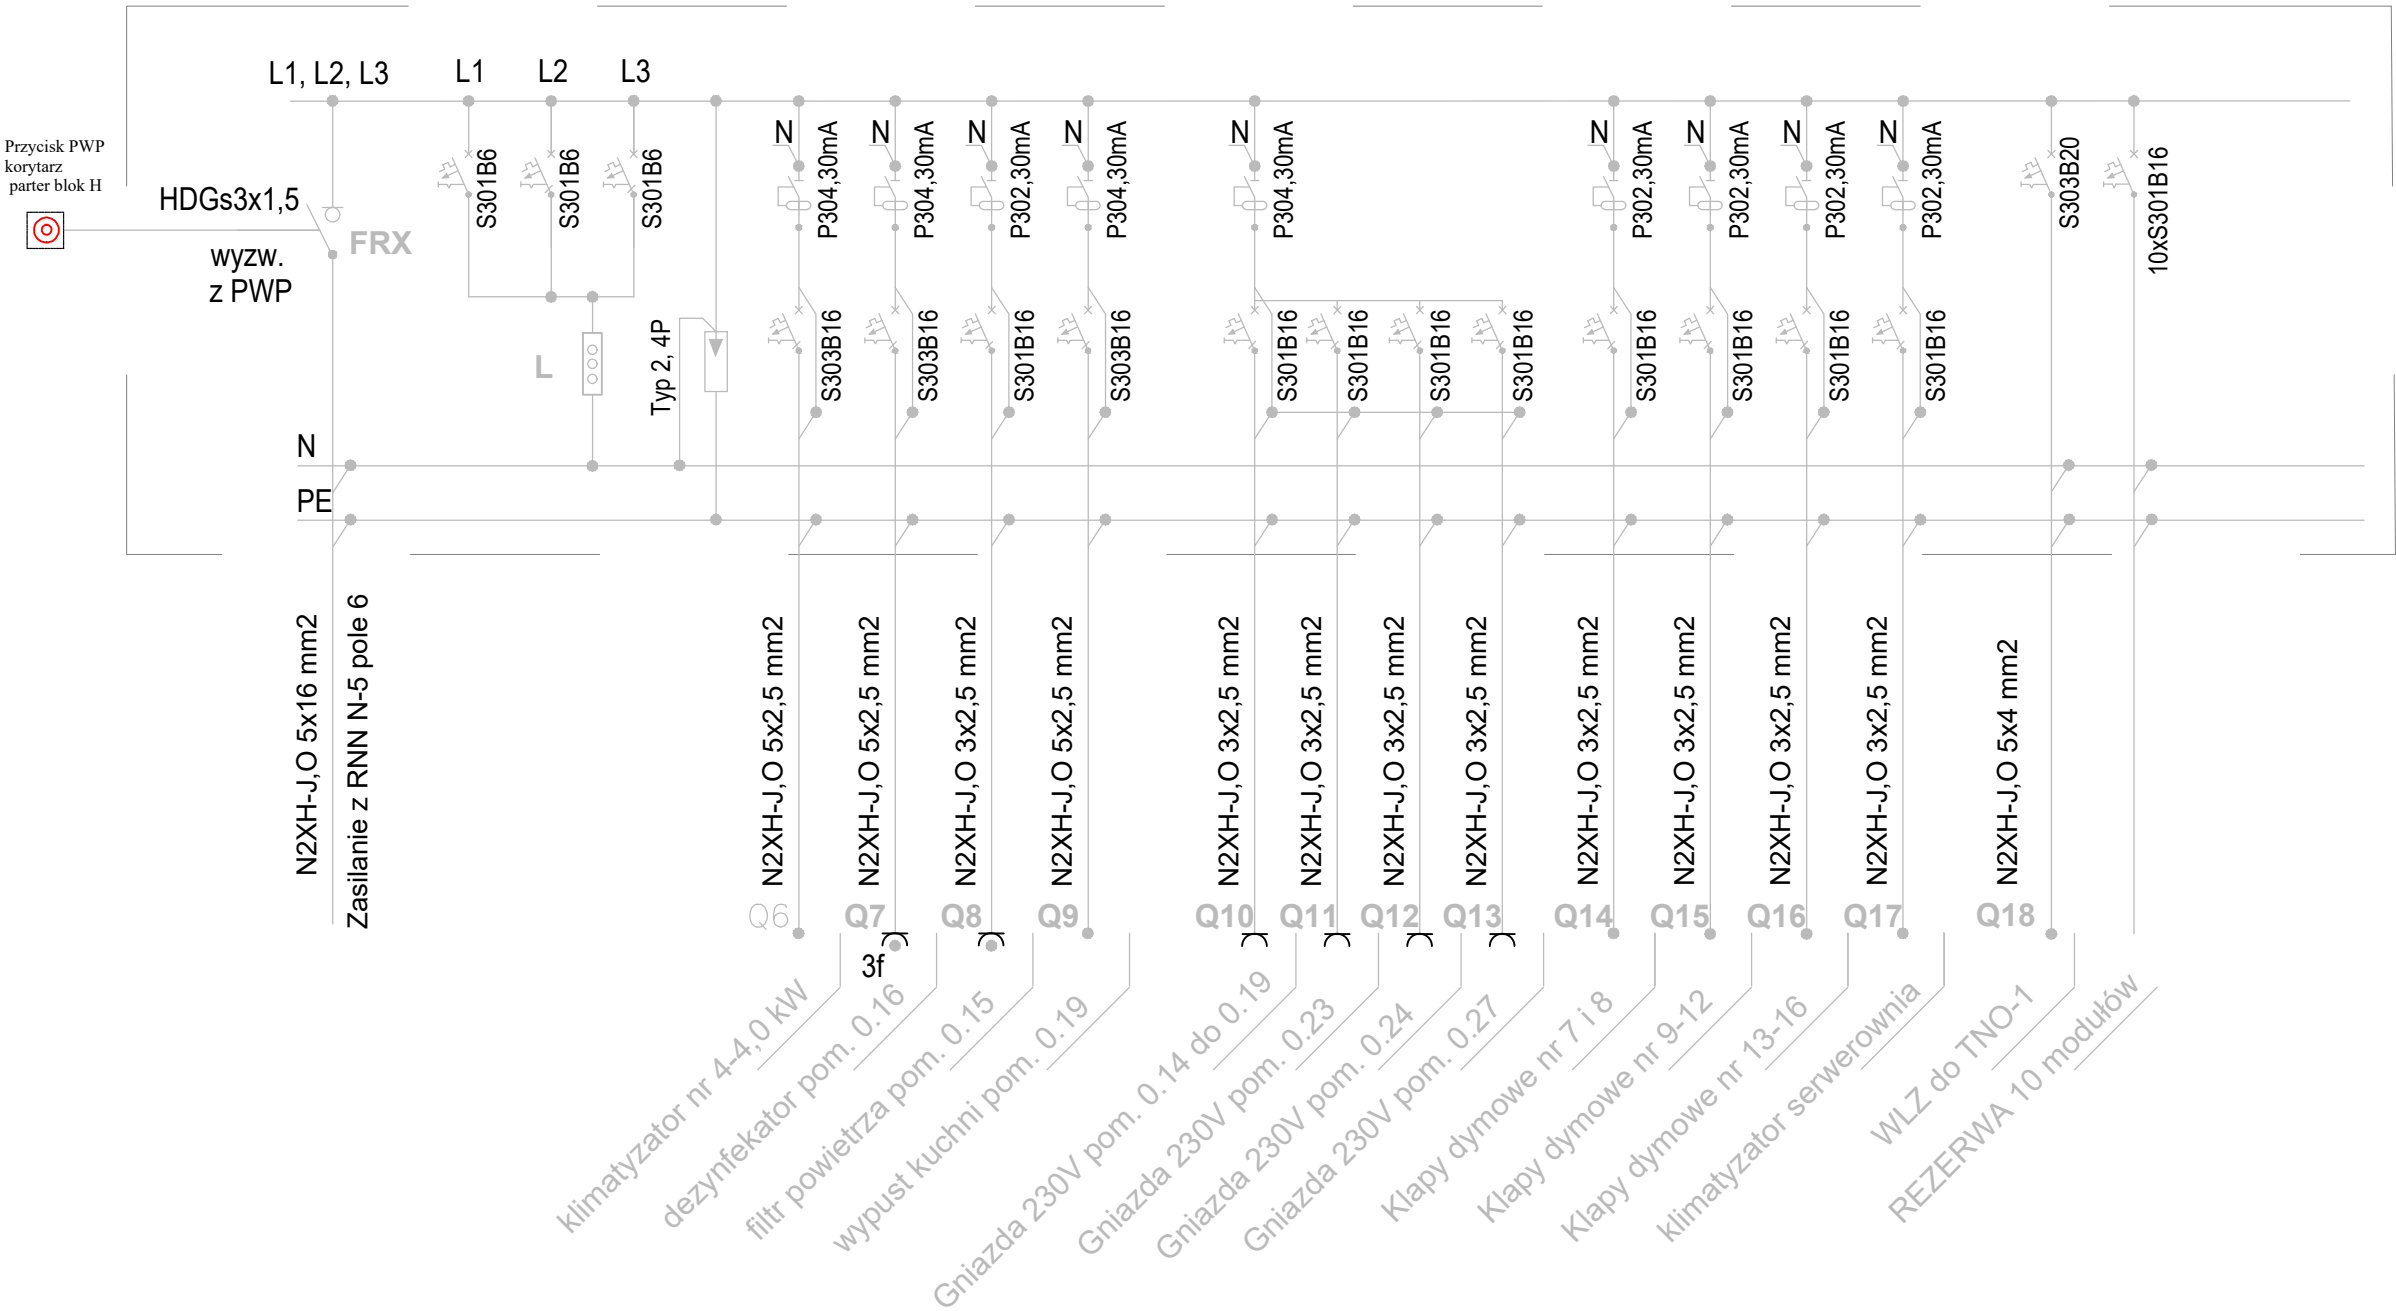 L1, L2, L3
L1
L2
L3
Przycisk PWP
korytarz
parter blok H
HDGs3x1,5
FRX
wyzw.
z PWP
S301B6
S301B6
S301B6
L
Typ 2, 4P
N
P304,30mA
N
P304,30mA
N
P302,30mA
N
P304,30mA
N
P304,30mA
N
P302,30mA
N
P302,30mA
N
P302,30mA
N
P302,30mA
S303B20
10xS301B16
S303B16
S303B16
S301B16
S303B16
S301B16
S301B16
S301B16
S301B16
S301B16
S301B16
S301B16
S301B16
N
PE
N2XH-J,O 5x16 mm2
Zasilanie z RNN N-5 pole 6
N2XH-J,O 5x2,5 mm2
N2XH-J,O 5x2,5 mm2
N2XH-J,O 3x2,5 mm2
N2XH-J,O 5x2,5 mm2
N2XH-J,O 3x2,5 mm2
N2XH-J,O 3x2,5 mm2
N2XH-J,O 3x2,5 mm2
N2XH-J,O 3x2,5 mm2
N2XH-J,O 3x2,5 mm2
N2XH-J,O 3x2,5 mm2
N2XH-J,O 3x2,5 mm2
N2XH-J,O 3x2,5 mm2
N2XH-J,O 5x4 mm2
Q6
Q7
Q8
Q9
Q10
Q11
Q12
Q13
Q14
Q15
Q16
Q17
Q18
3f
klimatyzator nr 4-4,0 kW
dezynfekator pom. 0.16
filtr powietrza pom. 0.15
wypust kuchni pom. 0.19
Gniazda 230V pom. 0.14 do 0.19
Gniazda 230V pom. 0.23
Gniazda 230V pom. 0.24
Gniazda 230V pom. 0.27
Klapy dymowe nr 7 i 8
Klapy dymowe nr 9-12
Klapy dymowe nr 13-16
klimatyzator serwerownia
WLZ do TNO-1
REZERWA 10 modułów